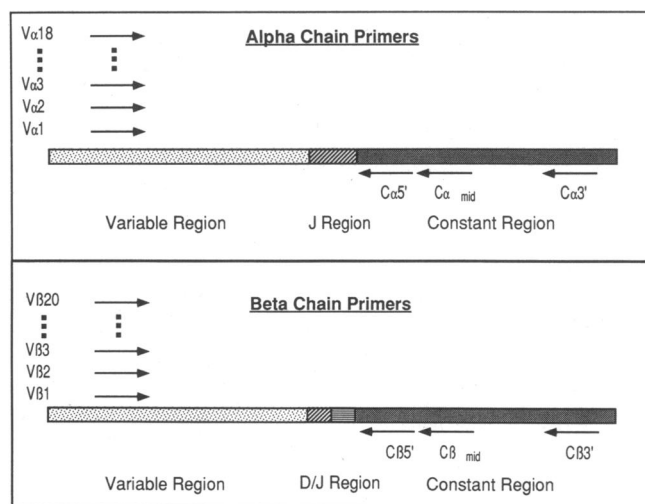 Alpha Chain Primers
Vα18
Vα3
Vα2
Vα1
Cα5' Cα mid Cα3'
Variable Region J Region Constant Region
Beta Chain Primers
Vß20
Vß3
Vß2
Vß1
Cß5' Cß mid Cß3'
Variable Region D/J Region Constant Region